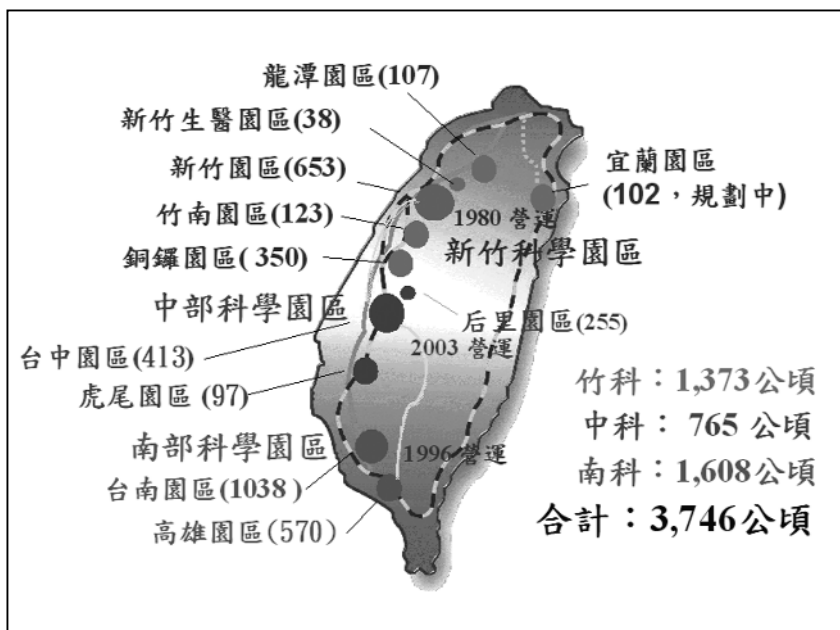 龍潭園區(107)
新竹生醫園區(38)
新竹園區(653)
竹南園區(123)
銅鑼園區( 350)
宜蘭園區
(102，規劃中)
1980 營運
新竹科學園區
中部科學園區
后里園區(255)
2003 營運
台中園區(413)
虎尾園區 (97)
南部科學園區
1996 營運
台南園區(1038 )
高雄園區(570)
竹科：1,373公頃
中科： 765 公頃
南科：1,608公頃
合計：3,746公頃